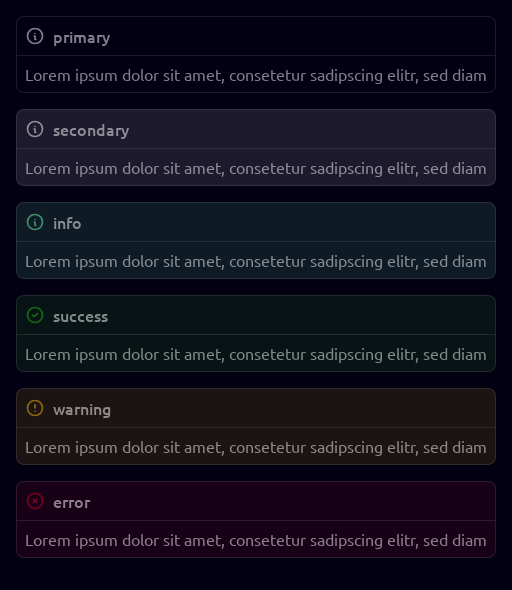 primary
Lorem ipsum dolor sit amet, consetetur sadipscing elitr, sed diam
secondary
Lorem ipsum dolor sit amet, consetetur sadipscing elitr, sed diam
info
Lorem ipsum dolor sit amet, consetetur sadipscing elitr, sed diam
success
Lorem ipsum dolor sit amet, consetetur sadipscing elitr, sed diam
warning
Lorem ipsum dolor sit amet, consetetur sadipscing elitr, sed diam
error
Lorem ipsum dolor sit amet, consetetur sadipscing elitr, sed diam